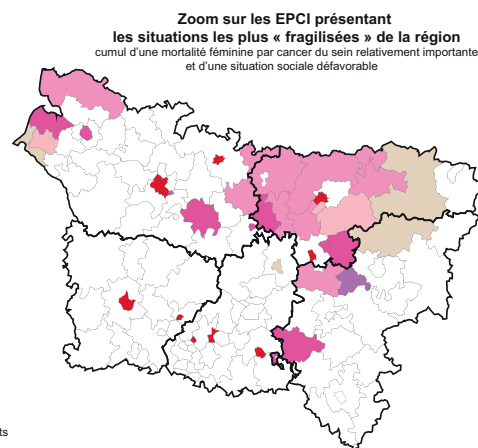 Zoom sur les EPCI présentant
les situations les plus « fragilisées » de la région
cumul d'une mortalité féminine par cancer du sein relativement importante
et d'une situation sociale défavorable
ts